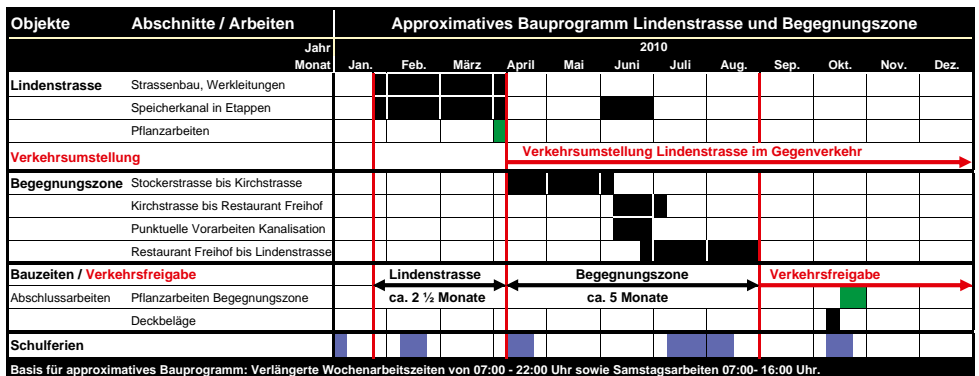 Objekte Abschnitte / Arbeiten Approximatives Bauprogramm Lindenstrasse und Begegnungszone
Jahr 2010
Monat Jan. Feb. März April Mai Juni Juli Aug. Sep. Okt. Nov. Dez.
Lindenstrasse Strassenbau, Werkleitungen
Speicherkanal in Etappen
Pflanzarbeiten
Verkehrsumstellung Verkehrsumstellung Lindenstrasse im Gegenverkehr
Begegnungszone Stockerstrasse bis Kirchstrasse
Kirchstrasse bis Restaurant Freihof
Punktuelle Vorarbeiten Kanalisation
Restaurant Freihof bis Lindenstrasse
Bauzeiten / Verkehrsfreigabe Lindenstrasse Begegnungszone Verkehrsfreigabe
Abschlussarbeiten Pflanzarbeiten Begegnungszone ca. 2 ½ Monate ca. 5 Monate
Deckbeläge
Schulferien
Basis für approximatives Bauprogramm: Verlängerte Wochenarbeitszeiten von 07:00 - 22:00 Uhr sowie Samstagsarbeiten 07:00- 16:00 Uhr.